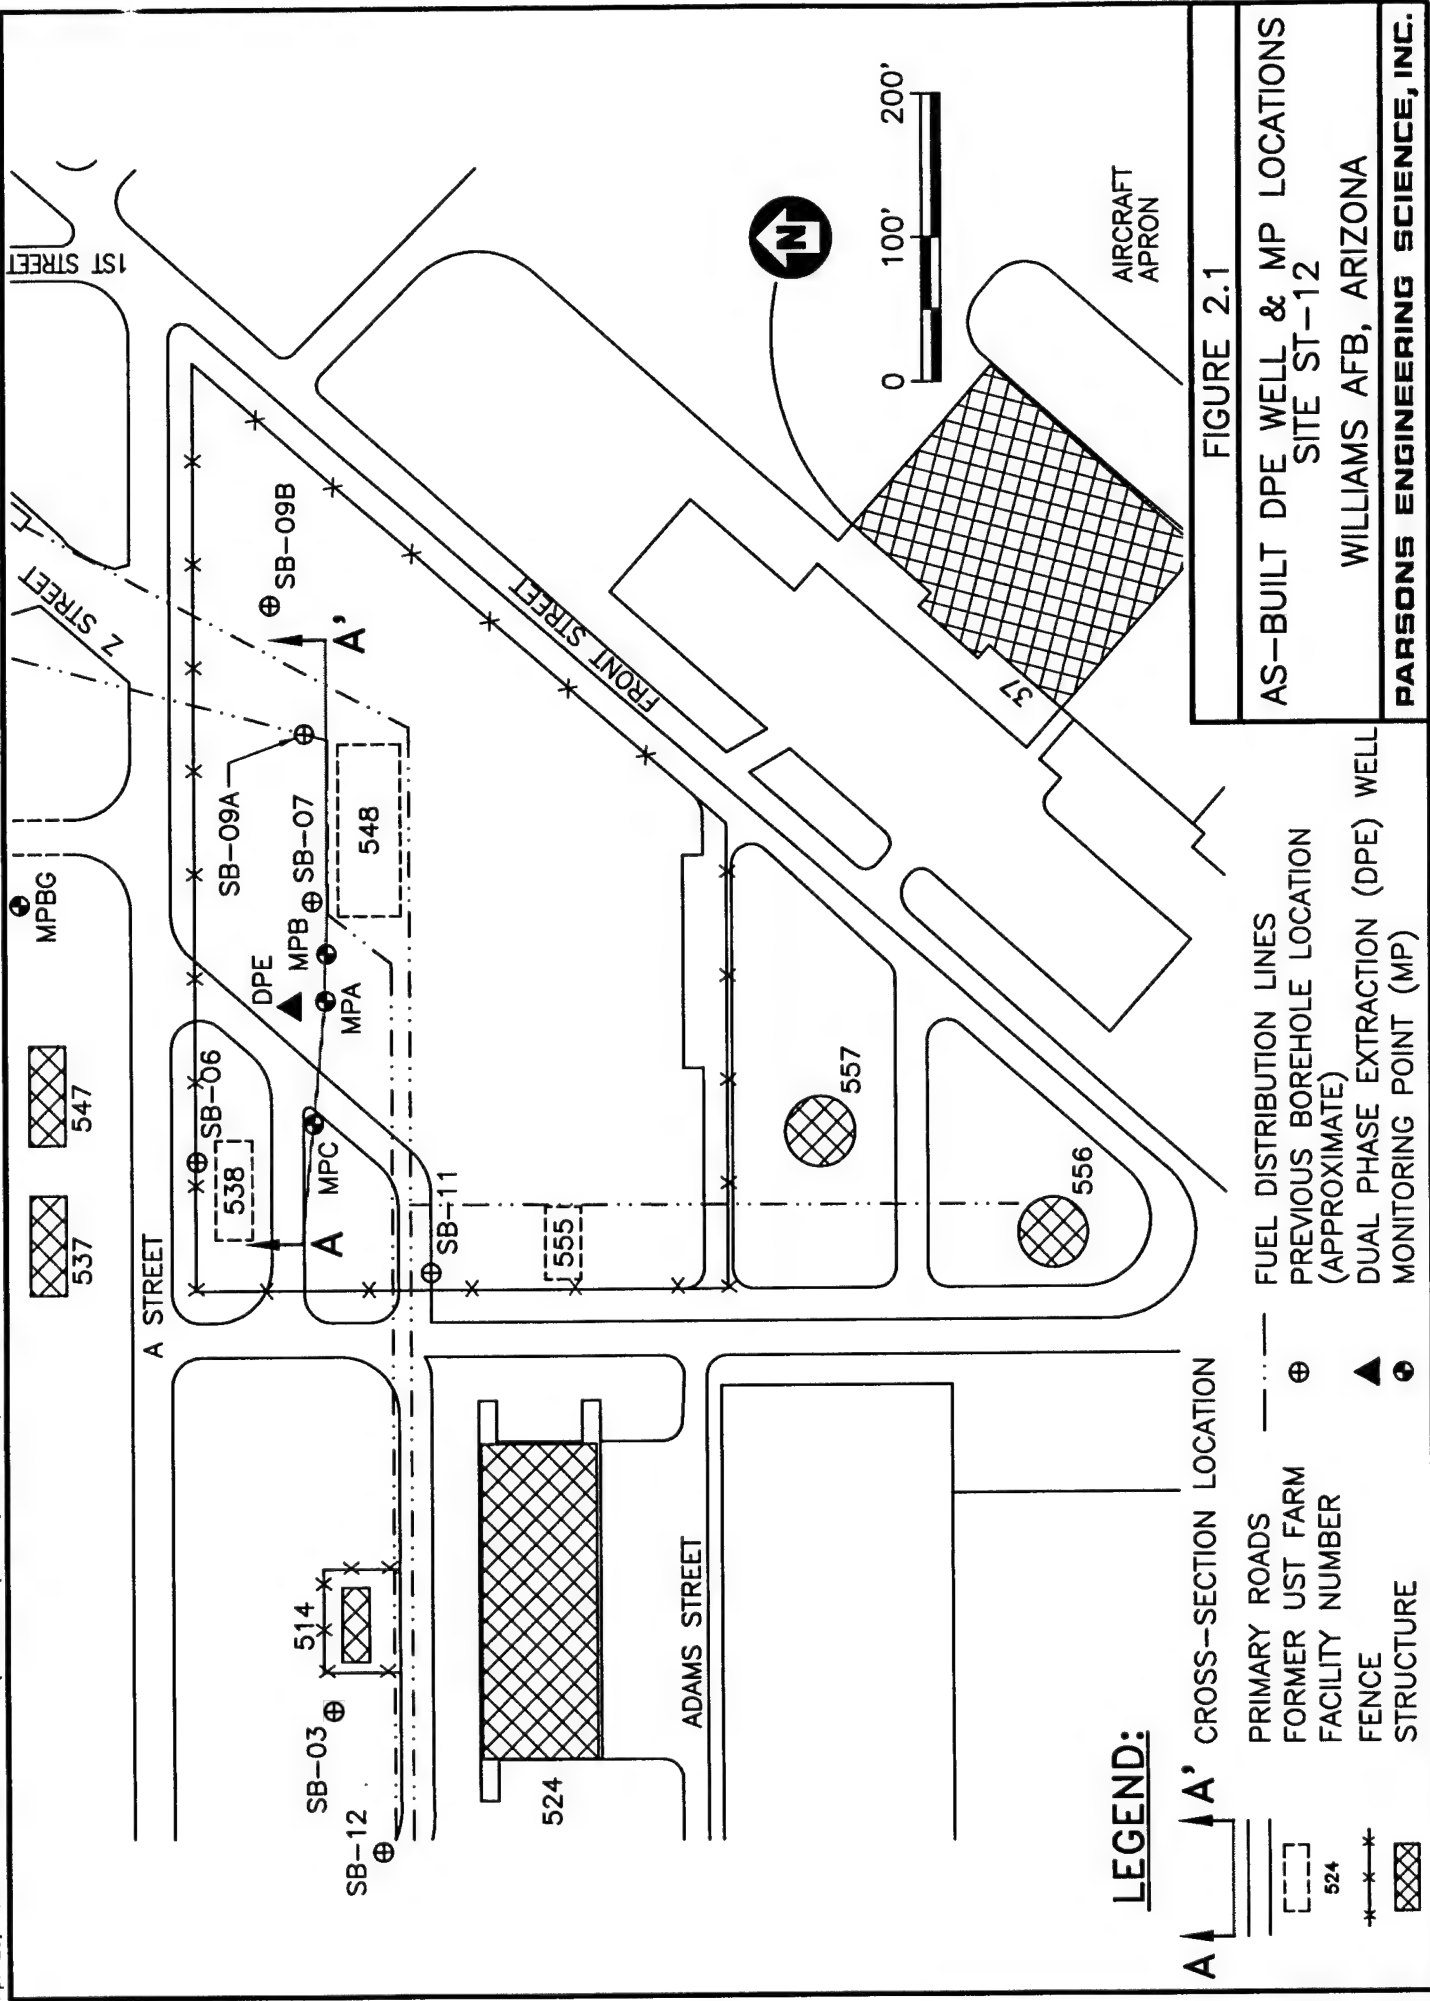 1ST STREET
Z STREET
MPBG
547
537
A STREET
SB-09B
A'
SB-09A
SB-07
548
DPE
MPB
MPA
SB-06
538
MPC
A
SB-11
555
FRONT STREET
557
556
37
514
SB-03
SB-12
524
ADAMS STREET
N
0
100'
200'
AIRCRAFT
APRON
LEGEND:
A
A'
CROSS-SECTION LOCATION
PRIMARY ROADS
FORMER UST FARM
524
FACILITY NUMBER
FENCE
STRUCTURE
FUEL DISTRIBUTION LINES
PREVIOUS BOREHOLE LOCATION
(APPROXIMATE)
DUAL PHASE EXTRACTION (DPE) WELL
MONITORING POINT (MP)
FIGURE 2.1
AS-BUILT DPE WELL & MP LOCATIONS
SITE ST-12
WILLIAMS AFB, ARIZONA
PARSONS ENGINEERING SCIENCE, INC.